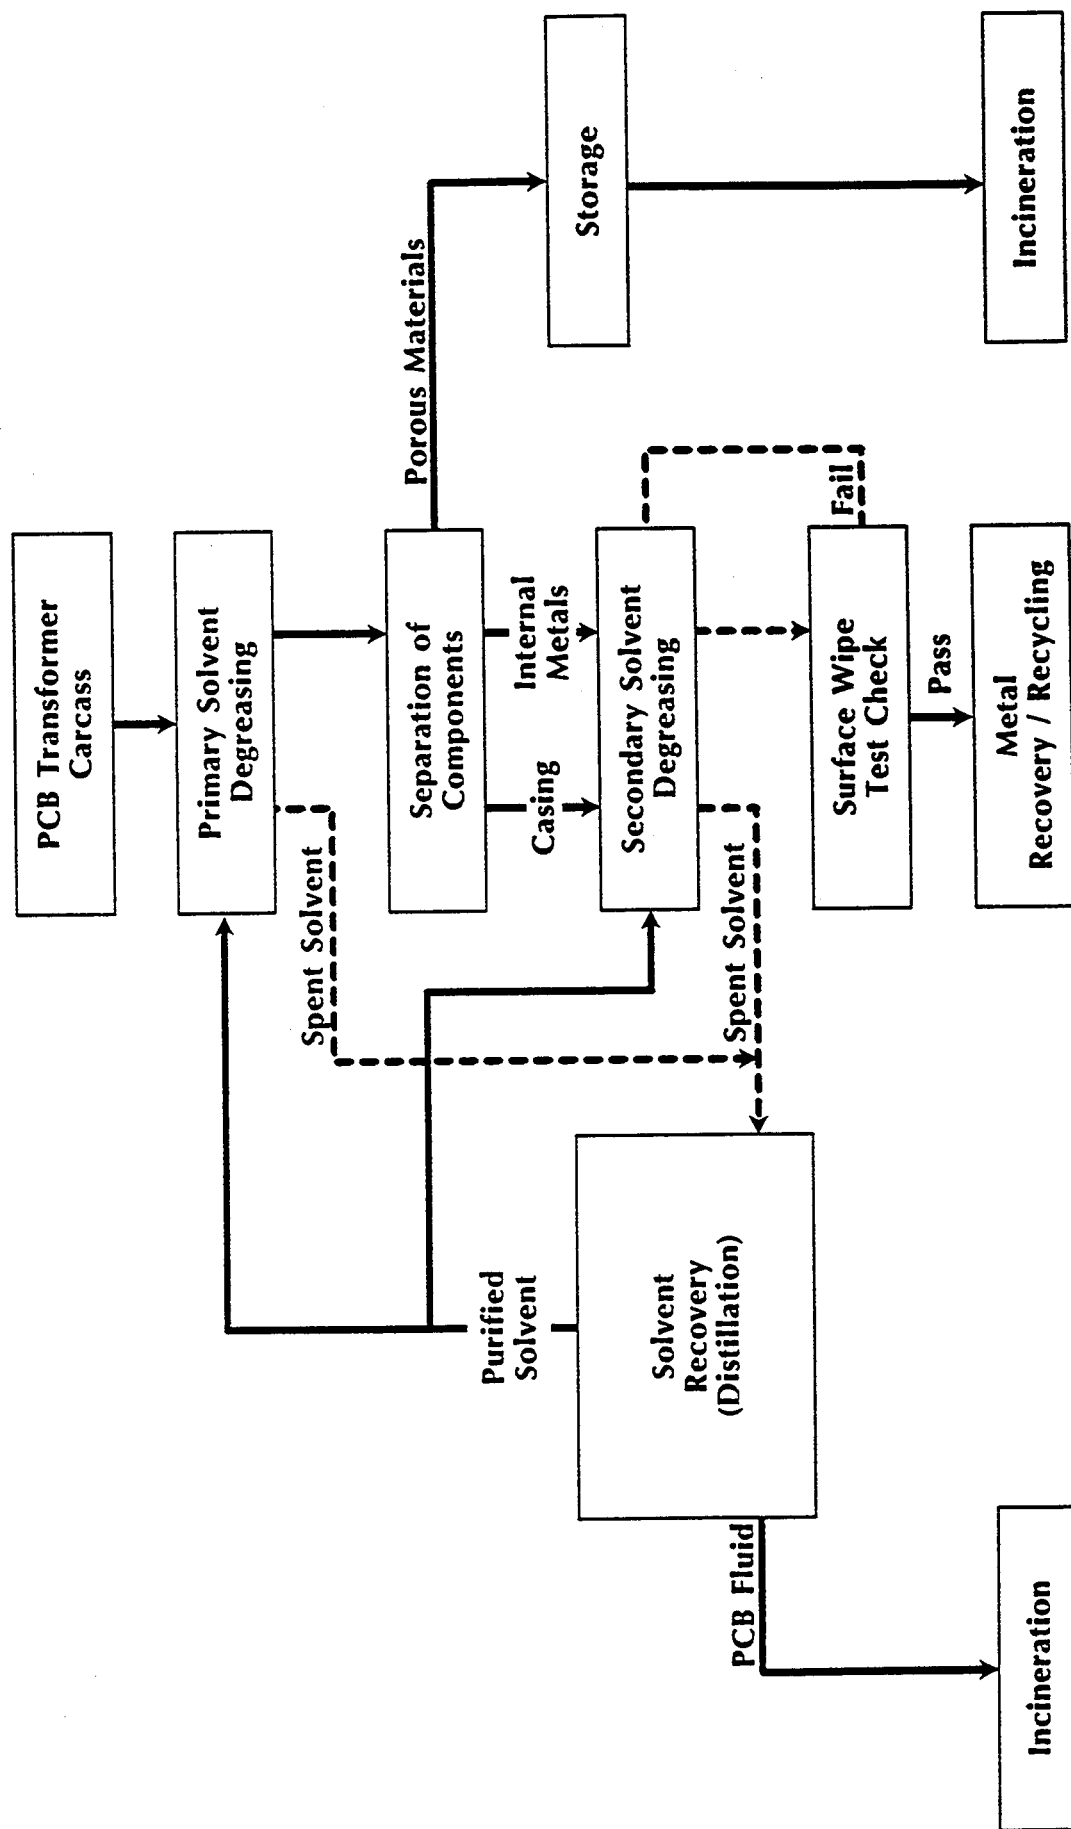 PCB Transformer
Carcass
Primary Solvent
Degreasing
Spent Solvent
Separation of
Components
Porous Materials
Casing
Internal
Metals
Purified
Solvent
Secondary Solvent
Degreasing
Spent Solvent
Storage
Solvent
Recovery
(Distillation)
PCB Fluid
Surface Wipe
Test Check
Fail
Pass
Incineration
Metal
Recovery / Recycling
Incineration